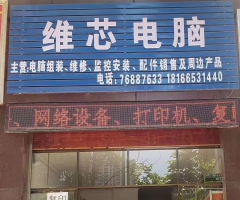 维芯电脑
主营:电脑组装、维修、监控安装、配件销售及周边产品
电话:76887633 18166531440
网络设备、打印机、复